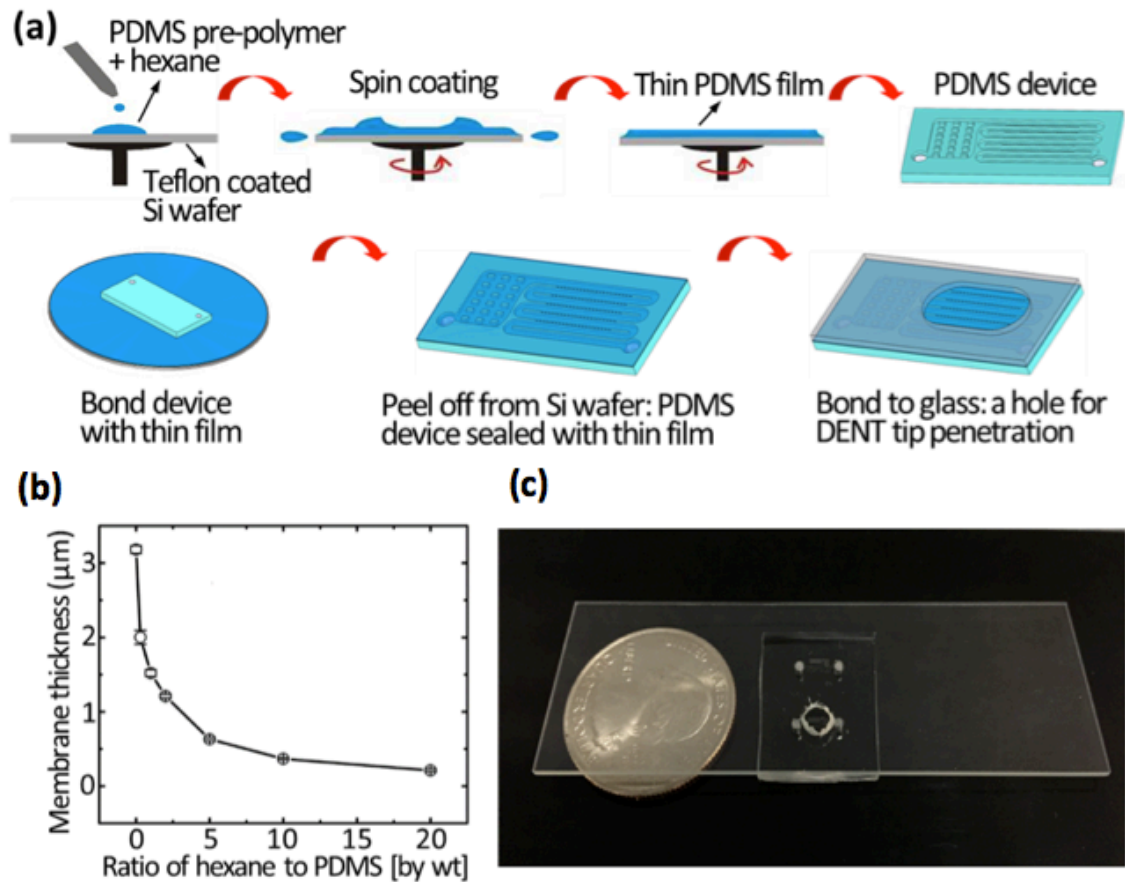 (a)
PDMS pre-polymer
+ hexane
Spin coating
Thin PDMS film
PDMS device
Teflon coated
Si wafer
Bond device
with thin film
Peel off from Si wafer: PDMS
device sealed with thin film
Bond to glass: a hole for
DENT tip penetration
(b)
(c)
Membrane thickness (μm)
3
2
1
0
0 5 10 15 20
Ratio of hexane to PDMS [by wt]